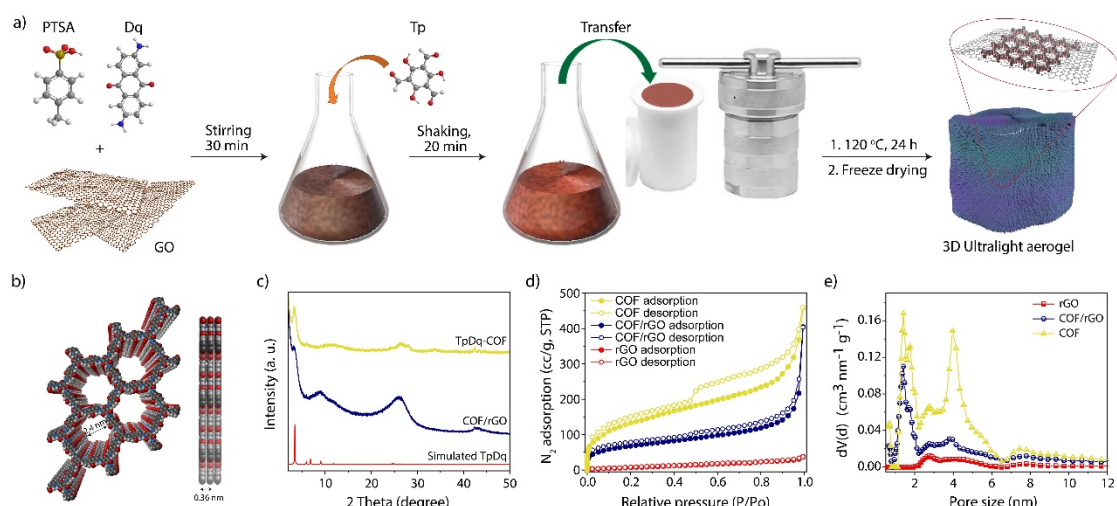 a)
PTSA
Dq
+
GO
Stirring
30 min
Tp
Shaking,
20 min
Transfer
1. 120 °C, 24 h
2. Freeze drying
3D Ultralight aerogel
b)
2.4 nm
0.36 nm
c)
Intensity (a. u.)
TpDq-COF
COF/rGO
Simulated TpDq
0 10 20 30 40 50
2 Theta (degree)
d)
N2 adsorption (cc/g, STP)
500
400
300
200
100
0
COF adsorption
COF desorption
COF/rGO adsorption
COF/rGO desorption
rGO adsorption
rGO desorption
0.0 0.2 0.4 0.6 0.8 1.0
Relative pressure (P/Po)
e)
dV(d) (cm³ nm⁻¹ g⁻¹)
0.16
0.12
0.08
0.04
0.00
rGO
COF/rGO
COF
2 4 6 8 10 12
Pore size (nm)